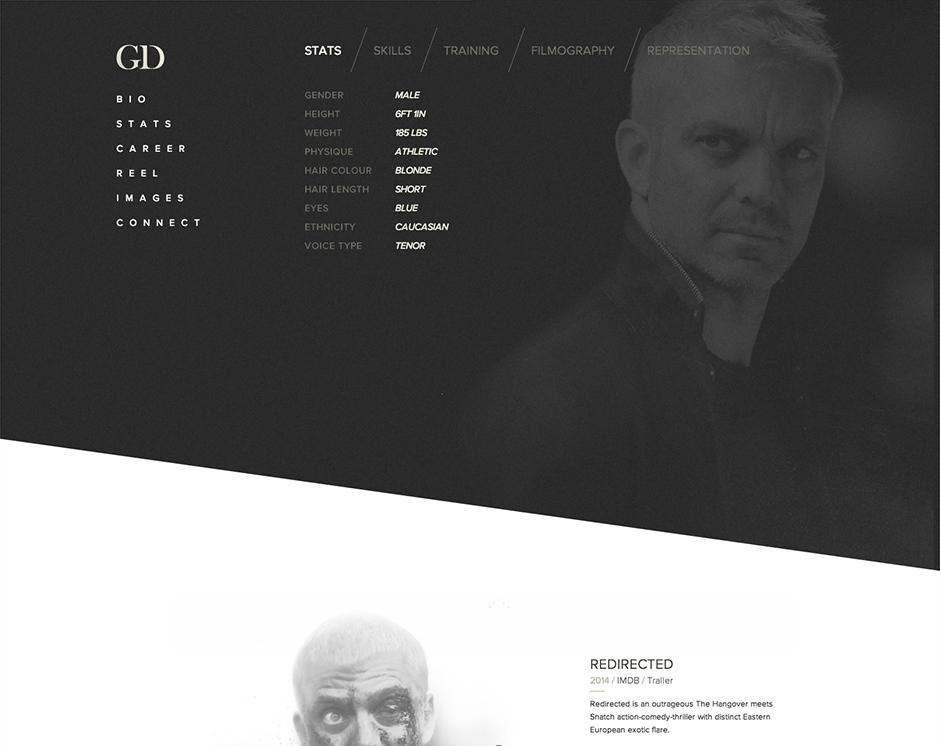 GD
BIO
STATS
CAREER
REEL
IMAGES
CONNECT
STATS / SKILLS / TRAINING / FILMOGRAPHY / REPRESENTATION
GENDER MALE
HEIGHT 6FT 1IN
WEIGHT 185 LBS
PHYSIQUE ATHLETIC
HAIR COLOUR BLONDE
HAIR LENGTH SHORT
EYES BLUE
ETHNICITY CAUCASIAN
VOICE TYPE TENOR
REDIRECTED
2014 / IMDB / Trailer
Redirected is an outrageous The Hangover meets
Snatch action-comedy-thriller with distinct Eastern
European exotic flare.